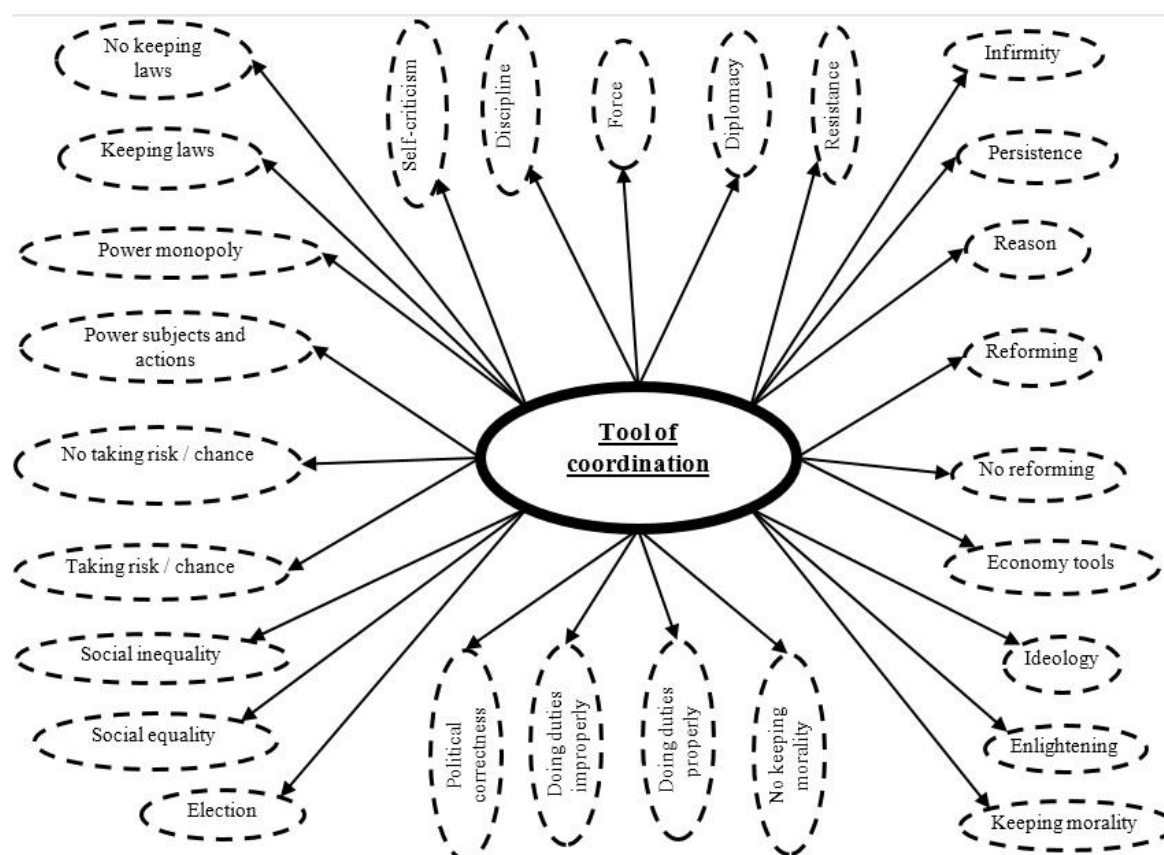 No keeping
laws
Keeping laws
Power monopoly
Power subjects and
actions
No taking risk / chance
Taking risk / chance
Social inequality
Social equality
Election
Self-criticism
Discipline
Force
Diplomacy
Resistance
Infirmity
Persistence
Reason
Reforming
No reforming
Economy tools
Ideology
Enlightening
Keeping morality
Tool of
coordination
Political
correctness
Doing duties
improperly
Doing duties
properly
No keeping
morality